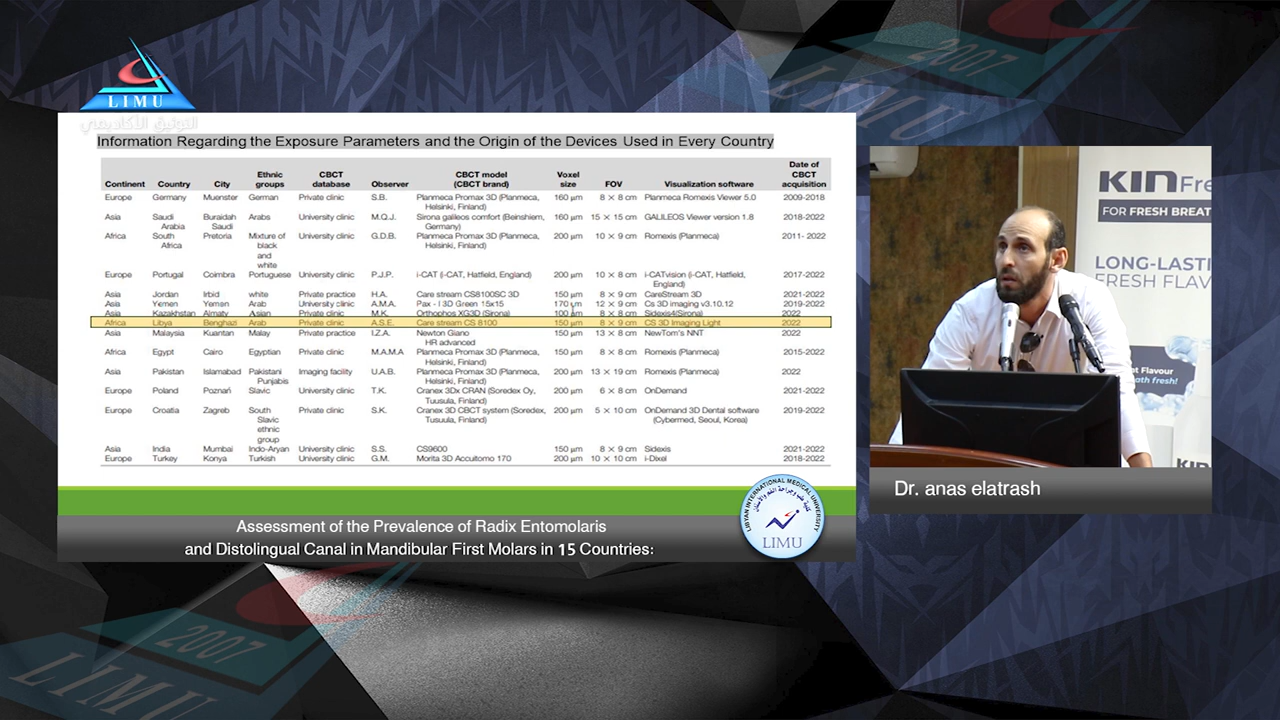 LIMU
التوثيق الأكاديمي
Information Regarding the Exposure Parameters and the Origin of the Devices Used in Every Country
Continent Country City Ethnic groups CBCT database Observer CBCT model (CBCT brand) Voxel size FOV Visualization software Date of CBCT acquisition
Europe Germany Muenster German Private clinic S.B. Planmeca Promax 3D (Planmeca, Helsinki, Finland) 160 μm 8 × 8 cm Planmeca Romexis Viewer 5.0 2009-2018
Asia Saudi Arabia Buraidah Saudi Arabs University clinic M.Q.J. Sirona galileos comfort (Beinshiem, Germany) 160 μm 15 × 15 cm GALILEOS Viewer version 1.8 2018-2022
Africa South Africa Pretoria Mixture of black and white University clinic G.D.B. Planmeca Promax 3D (Planmeca, Helsinki, Finland) 200 μm 10 × 9 cm Romexis (Planmeca) 2011- 2022
Europe Portugal Coimbra Portuguese University clinic P.J.P. i-CAT (i-CAT, Hatfield, England) 200 μm 10 × 8 cm i-CATvision (i-CAT, Hatfield, England) 2017-2022
Asia Jordan Irbid white Private practice H.A. Care stream CS8100SC 3D 150 μm 8 × 9 cm CareStream 3D 2021-2022
Asia Yemen Yemen Arab University clinic A.M.A. Pax - I 3D Green 15x15 170 μm 12 × 9 cm Cs 3D imaging v3.10.12 2019-2022
Asia Kazakhstan Almaty Asian Private clinic M.K. Orthophos XG3D (Sirona) 100 μm 8 × 8 cm Sidexis4(Sirona) 2022
Africa Libya Benghazi Arab Private clinic A.S.E. Care stream CS 8100 150 μm 8 × 9 cm CS 3D Imaging Light 2022
Asia Malaysia Kuantan Malay Private practice I.Z.A. Newton Giano HR advanced 150 μm 13 × 8 cm NewTom's NNT 2022
Africa Egypt Cairo Egyptian Private clinic M.A.M.A Planmeca Promax 3D (Planmeca, Helsinki, Finland) 150 μm 8 × 8 cm Romexis (Planmeca) 2015-2022
Asia Pakistan Islamabad Pakistani Punjabis Imaging facility U.A.B. Planmeca Promax 3D (Planmeca, Helsinki, Finland) 200 μm 13 × 19 cm Romexis (Planmeca) 2022
Europe Poland Poznań Slavic University clinic T.K. Cranex 3Dx CRAN (Soredex Oy, Tuusula, Finland) 200 μm 6 × 8 cm OnDemand 2021-2022
Europe Croatia Zagreb South Slavic ethnic group Private clinic S.K. Cranex 3D CBCT system (Soredex, Tusuula, Finland) 200 μm 5 × 10 cm OnDemand 3D Dental software (Cybermed, Seoul, Korea) 2019-2022
Asia India Mumbai Indo-Aryan University clinic S.S. CS9600 150 μm 8 × 9 cm Sidexis 2021-2022
Europe Turkey Konya Turkish University clinic G.M. Morita 3D Accuitomo 170 200 μm 10 × 10 cm i-Dixel 2018-2022
LIBYAN INTERNATIONAL MEDICAL UNIVERSITY
LIMU
Assessment of the Prevalence of Radix Entomolaris
and Distolingual Canal in Mandibular First Molars in 15 Countries:
KIN Fre
FOR FRESH BREAT
LONG-LASTI
FRESH FLAV
t Flavour
ath fresh!
KIN
Dr. anas elatrash
2007
LIMU
2007
LIMU